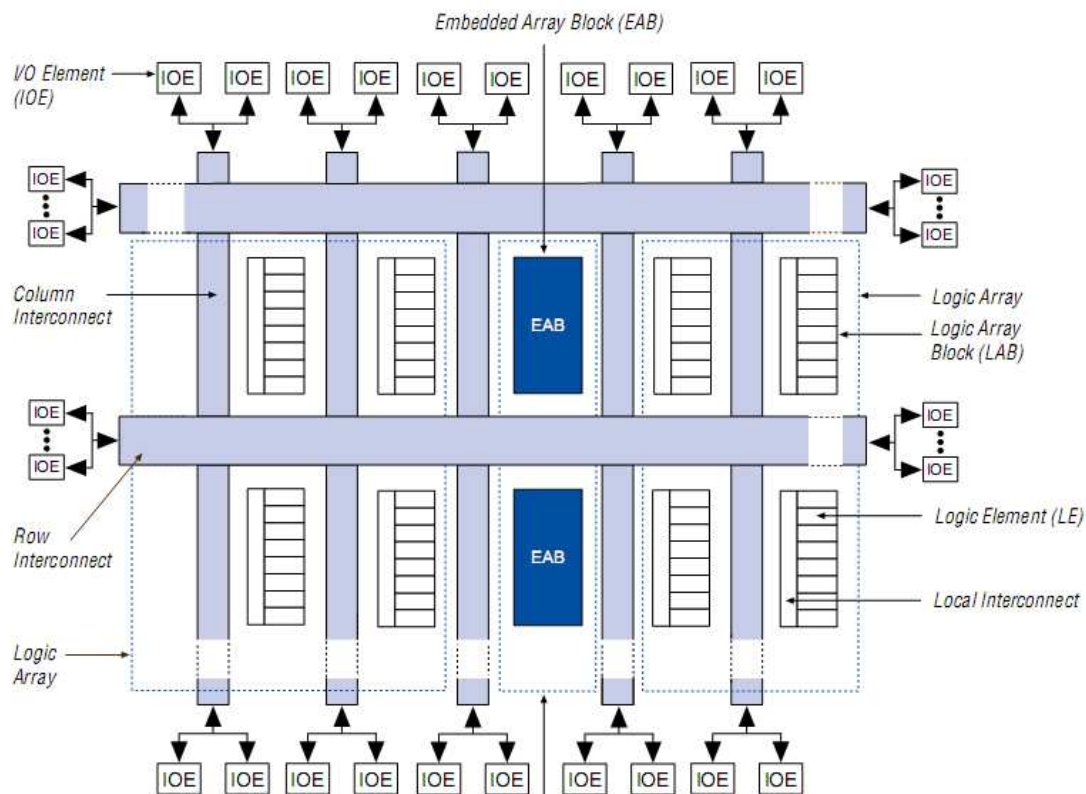 Embedded Array Block (EAB)
I/O Element
(IOE)
IOE IOE IOE IOE IOE IOE IOE IOE IOE IOE
IOE IOE
IOE IOE
Column
Interconnect
EAB
Logic Array
Logic Array
Block (LAB)
IOE IOE
IOE IOE
Row
Interconnect
EAB
Logic Element (LE)
Local Interconnect
Logic
Array
IOE IOE IOE IOE IOE IOE IOE IOE IOE IOE